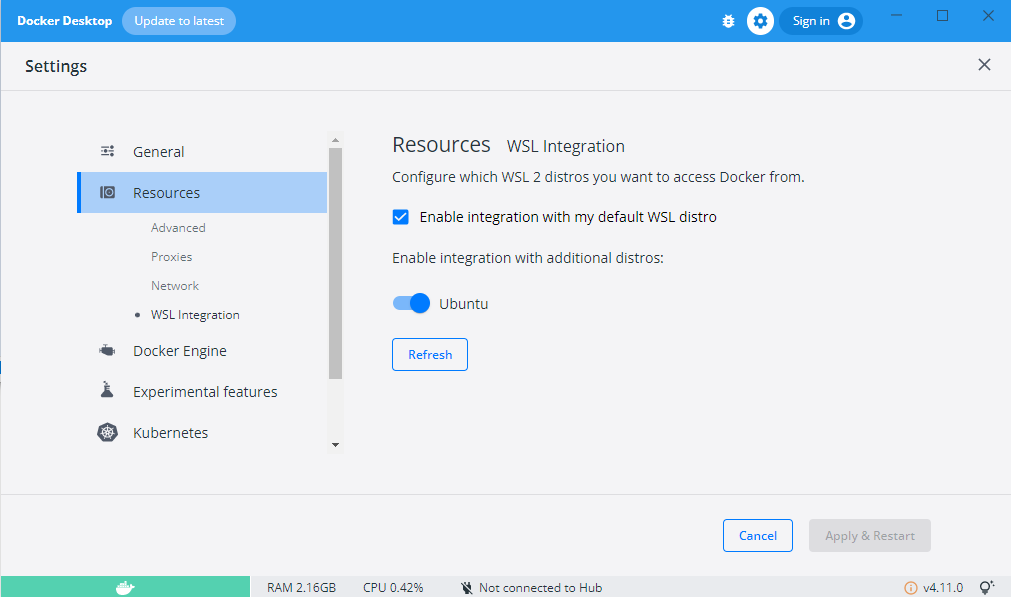 Docker Desktop Update to latest Sign in
Settings
General
Resources
Advanced
Proxies
Network
WSL Integration
Docker Engine
Experimental features
Kubernetes
Resources WSL Integration
Configure which WSL 2 distros you want to access Docker from.
Enable integration with my default WSL distro
Enable integration with additional distros:
Ubuntu
Refresh
Cancel Apply & Restart
RAM 2.16GB CPU 0.42% Not connected to Hub v4.11.0